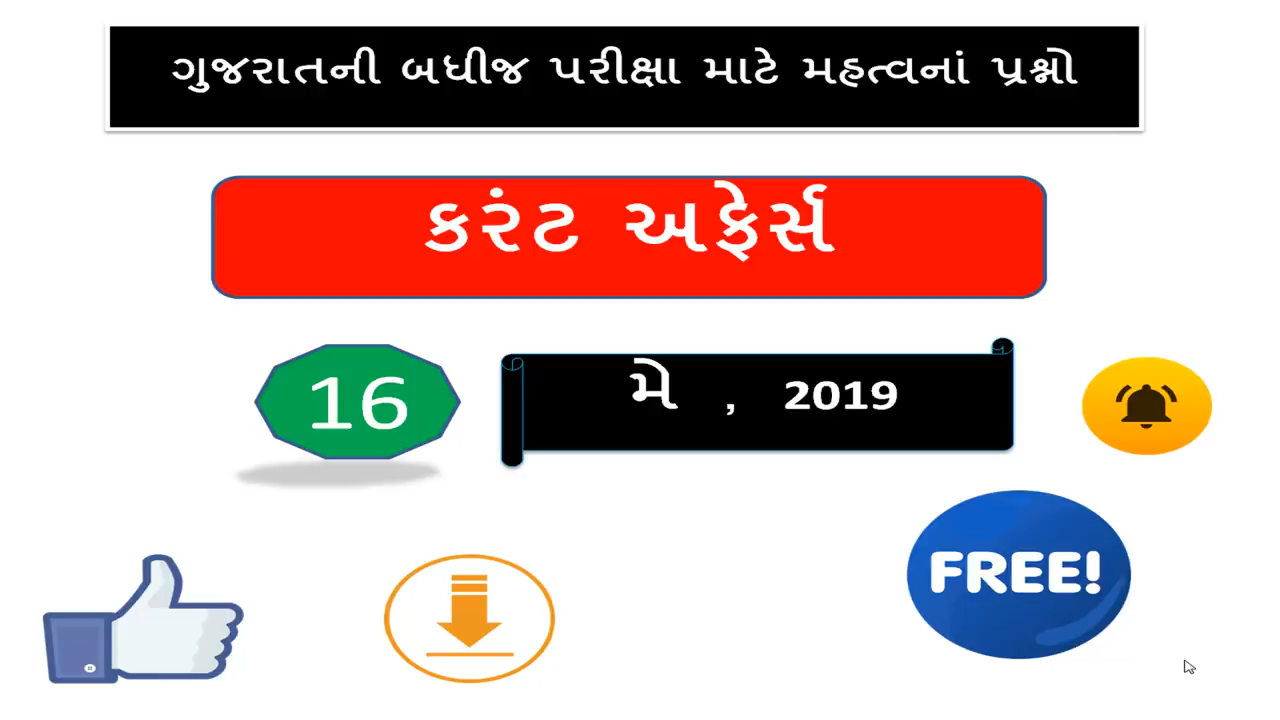 ગુજરાતની બધીજ પરીક્ષા માટે મહત્વનાં પ્રશ્નો
કરંટ અફેર્સ
16 મે , 2019
FREE!